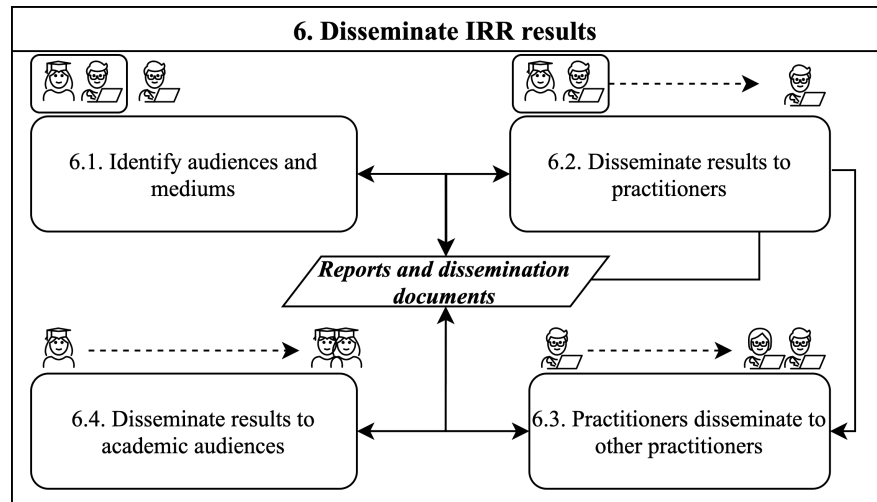 6. Disseminate IRR results
6.1. Identify audiences and
mediums
6.2. Disseminate results to
practitioners
Reports and dissemination
documents
6.4. Disseminate results to
academic audiences
6.3. Practitioners disseminate to
other practitioners